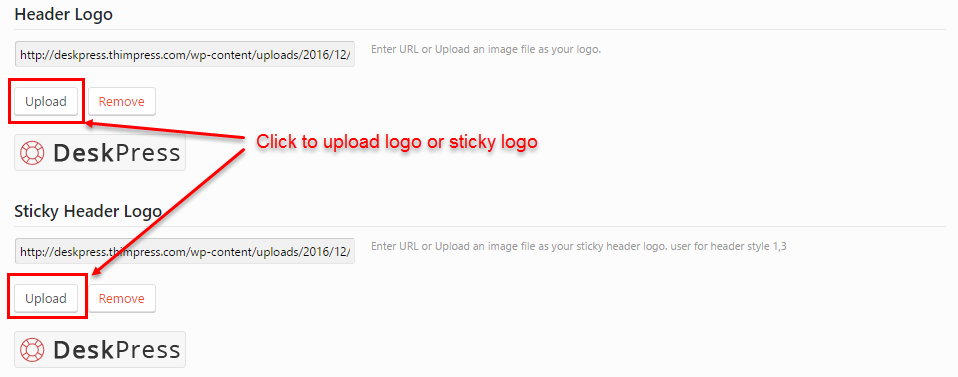 Header Logo
http://deskpress.thimpress.com/wp-content/uploads/2016/12/
Enter URL or Upload an image file as your logo.
Upload
Remove
Click to upload logo or sticky logo
DeskPress
Sticky Header Logo
http://deskpress.thimpress.com/wp-content/uploads/2016/12/
Enter URL or Upload an image file as your sticky header logo. user for header style 1,3
Upload
Remove
DeskPress